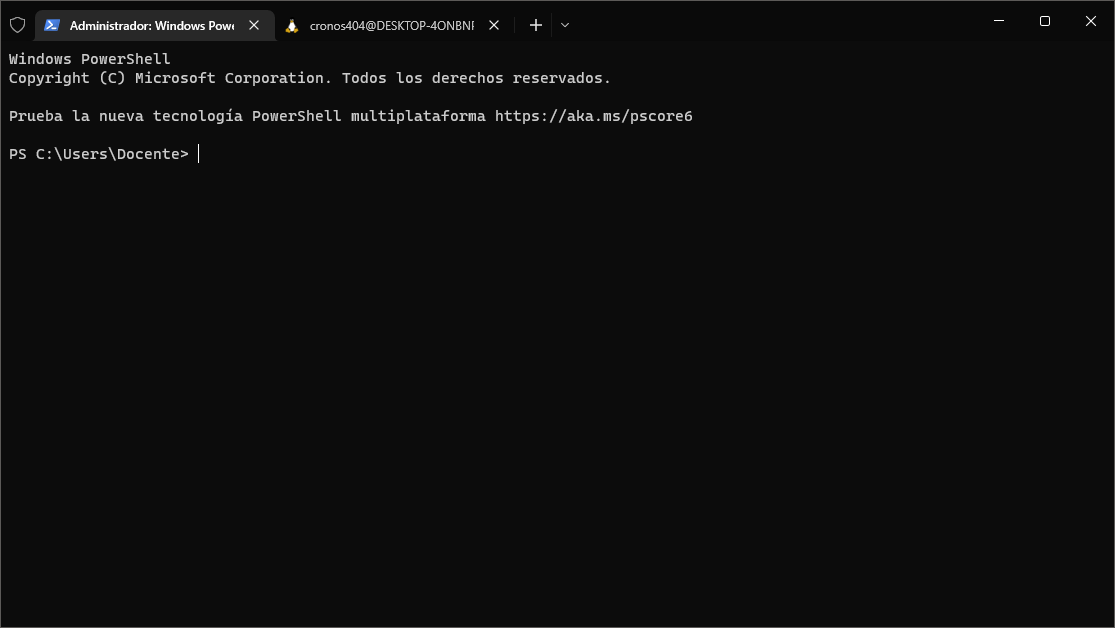 Administrador: Windows Powe
cronos404@DESKTOP-4ONBNF
Windows PowerShell
Copyright (C) Microsoft Corporation. Todos los derechos reservados.
Prueba la nueva tecnología PowerShell multiplataforma https://aka.ms/pscore6
PS C:\Users\Docente>